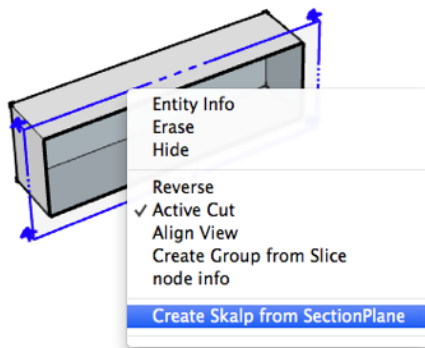 Entity Info
Erase
Hide
Reverse
✓ Active Cut
Align View
Create Group from Slice
node info
Create Skalp from SectionPlane